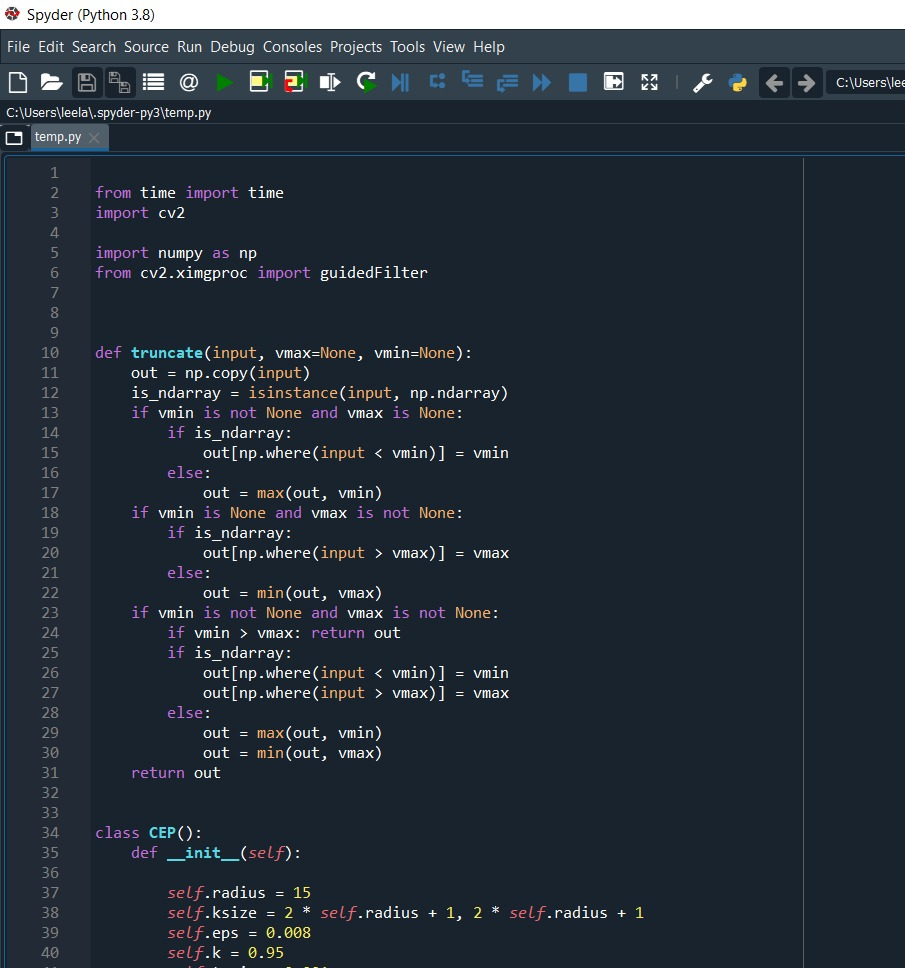 Spyder (Python 3.8)
File Edit Search Source Run Debug Consoles Projects Tools View Help
C:\Users\lee
C:\Users\leela\.spyder-py3\temp.py
temp.py
1
2 from time import time
3 import cv2
4
5 import numpy as np
6 from cv2.ximgproc import guidedFilter
7
8
9
10 def truncate(input, vmax=None, vmin=None):
11     out = np.copy(input)
12     is_ndarray = isinstance(input, np.ndarray)
13     if vmin is not None and vmax is None:
14         if is_ndarray:
15             out[np.where(input < vmin)] = vmin
16         else:
17             out = max(out, vmin)
18     if vmin is None and vmax is not None:
19         if is_ndarray:
20             out[np.where(input > vmax)] = vmax
21         else:
22             out = min(out, vmax)
23     if vmin is not None and vmax is not None:
24         if vmin > vmax: return out
25         if is_ndarray:
26             out[np.where(input < vmin)] = vmin
27             out[np.where(input > vmax)] = vmax
28         else:
29             out = max(out, vmin)
30             out = min(out, vmax)
31     return out
32
33
34 class CEP():
35     def __init__(self):
36
37         self.radius = 15
38         self.ksize = 2 * self.radius + 1, 2 * self.radius + 1
39         self.eps = 0.008
40         self.k = 0.95